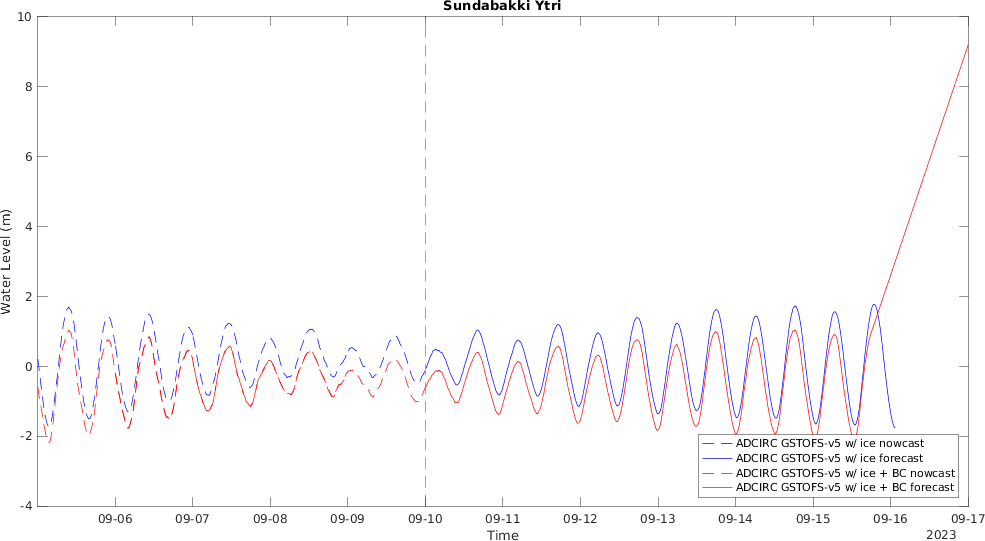 Sundabakki Ytri
10
8
6
4
2
0
-2
-4
Water Level (m)
ADCIRC GSTOFS-v5 w/ ice nowcast
ADCIRC GSTOFS-v5 w/ ice forecast
ADCIRC GSTOFS-v5 w/ ice + BC nowcast
ADCIRC GSTOFS-v5 w/ ice + BC forecast
09-06 09-07 09-08 09-09 09-10 09-11 09-12 09-13 09-14 09-15 09-16 09-17
Time
2023